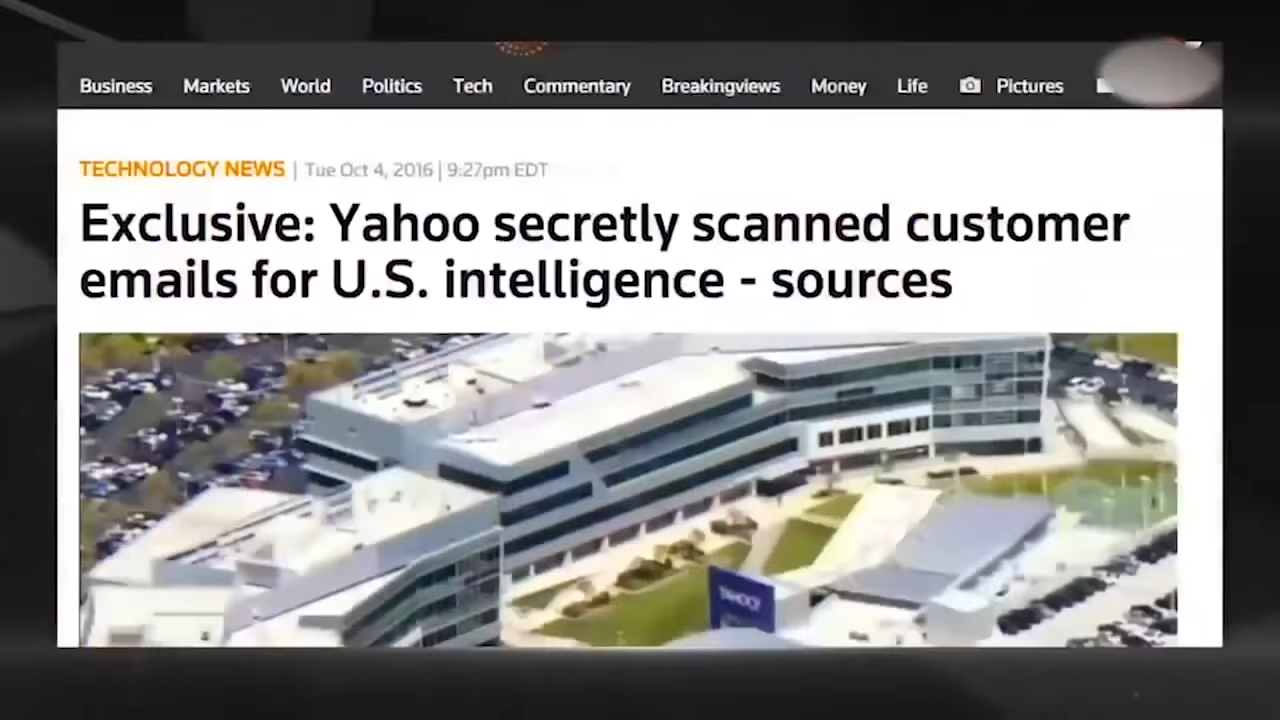 Business Markets World Politics Tech Commentary Breakingviews Money Life Pictures
TECHNOLOGY NEWS | Tue Oct 4, 2016 | 9:27pm EDT
Exclusive: Yahoo secretly scanned customer
emails for U.S. intelligence - sources
YAHOO!